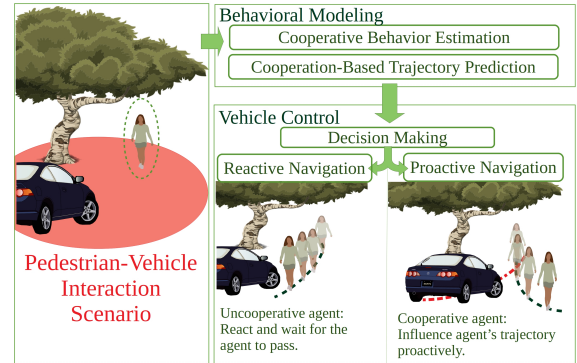 Pedestrian-Vehicle
Interaction
Scenario
Behavioral Modeling
Cooperative Behavior Estimation
Cooperation-Based Trajectory Prediction
Vehicle Control
Decision Making
Reactive Navigation
Proactive Navigation
Uncooperative agent:
React and wait for the
agent to pass.
Cooperative agent:
Influence agent's trajectory
proactively.